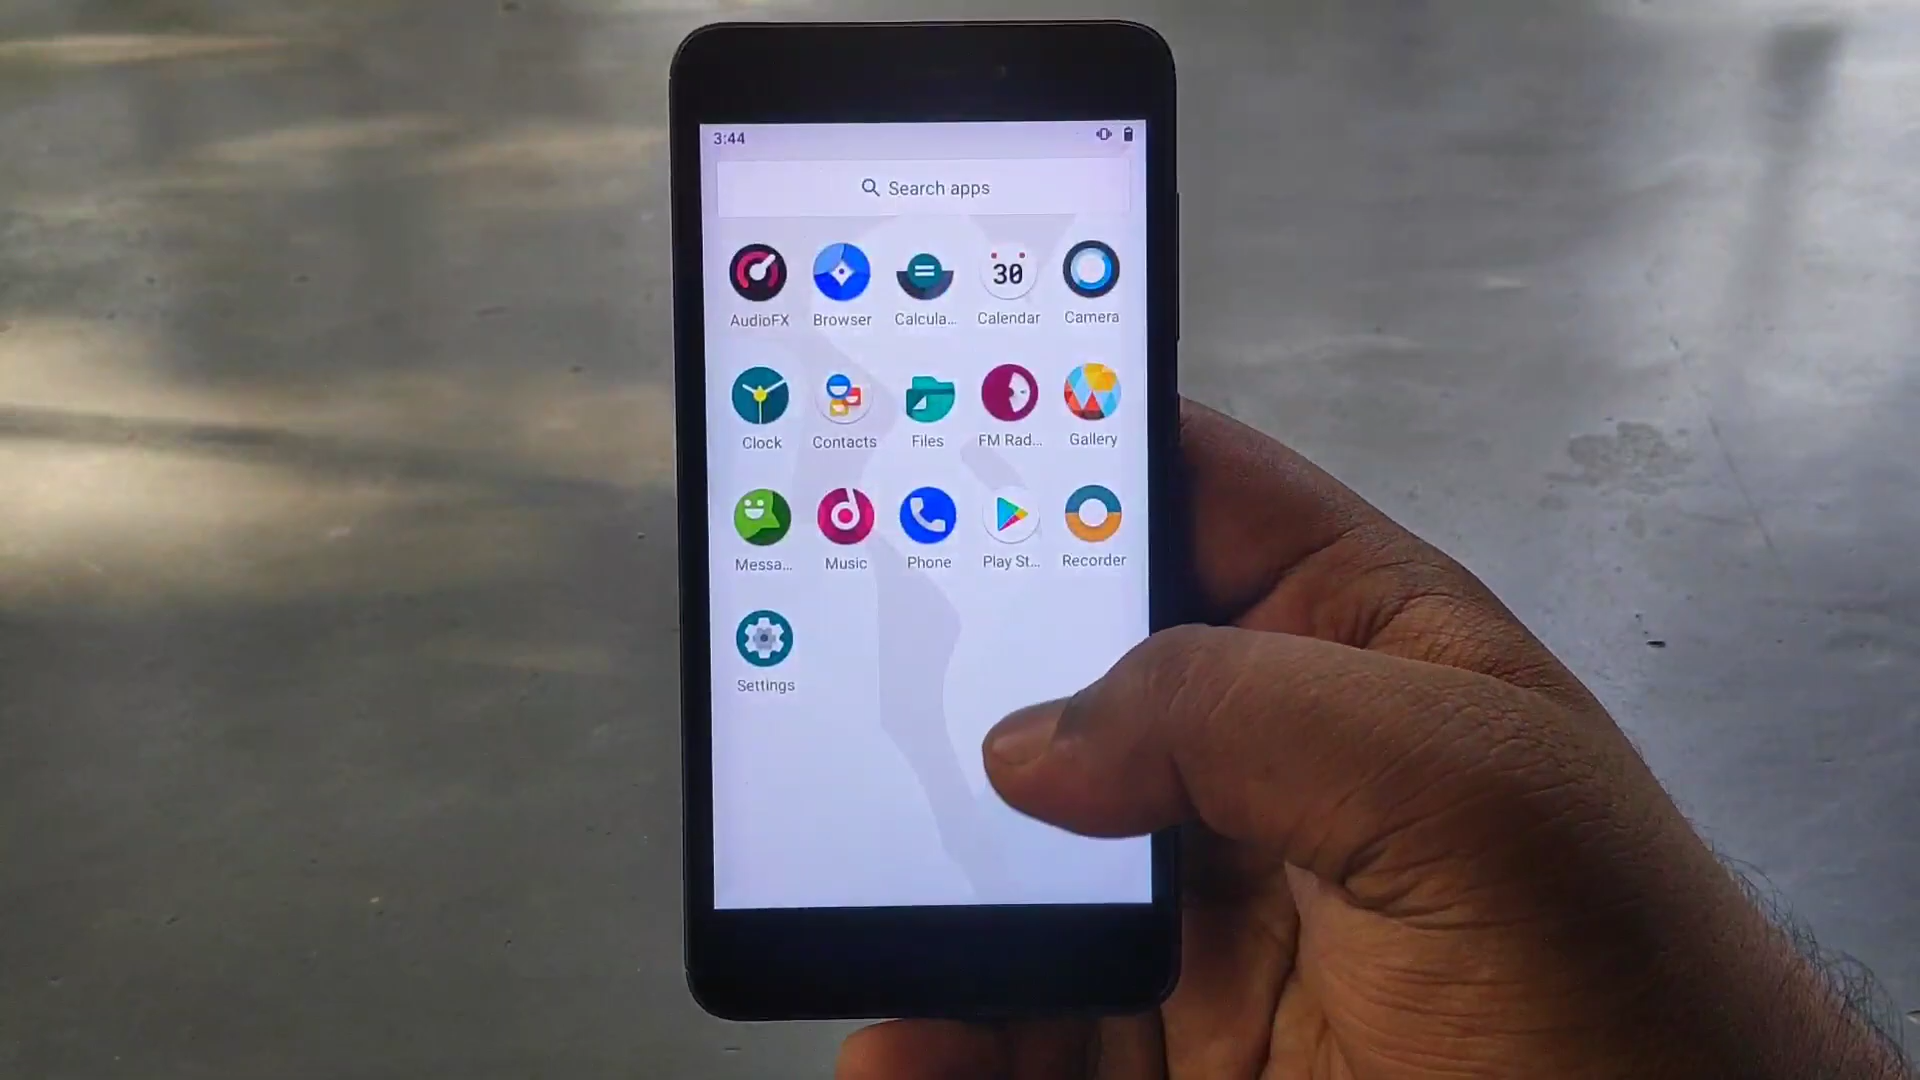 3:44
Search apps
AudioFX Browser Calcula... Calendar Camera
30
Clock Contacts Files FM Rad... Gallery
Messa... Music Phone Play St... Recorder
Settings